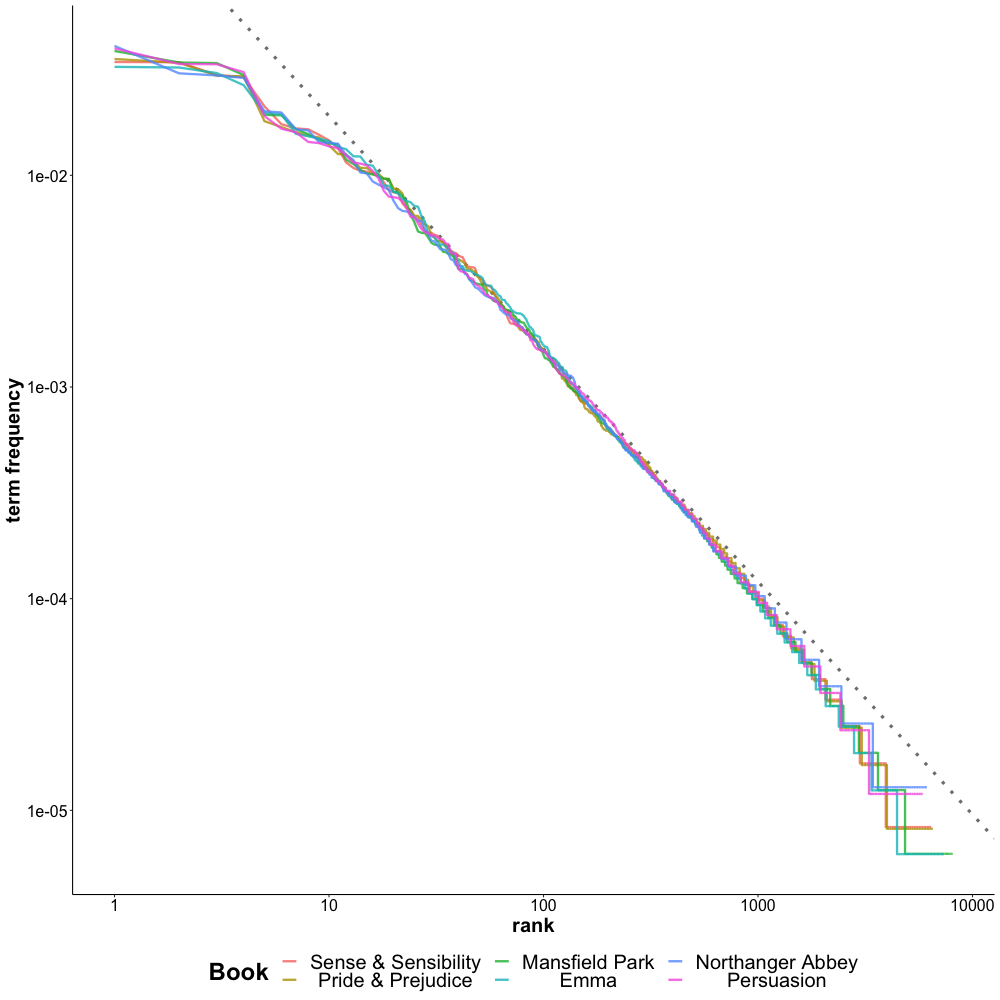 term frequency
1e-02
1e-03
1e-04
1e-05
1
10
100
1000
10000
rank
Book
Sense & Sensibility
Mansfield Park
Northanger Abbey
Pride & Prejudice
Emma
Persuasion